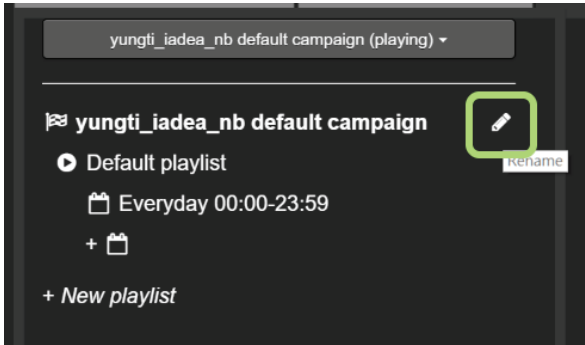 yungti_iadea_nb default campaign (playing)
yungti_iadea_nb default campaign
Rename
Default playlist
Everyday 00:00-23:59
+
+ New playlist